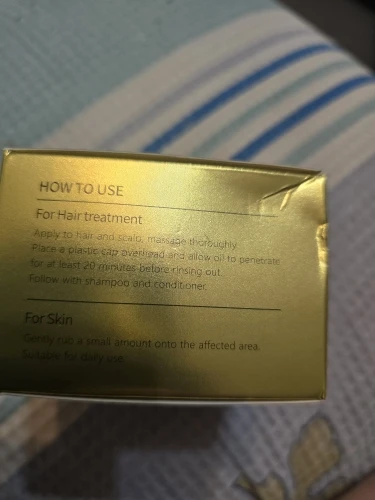 HOW TO USE
For Hair treatment
Apply to hair and scalp, massage thoroughly.
Place a plastic cap overhead and allow oil to penetrate
for at least 20 minutes before rinsing out.
Follow with shampoo and conditioner.
For Skin
Gently rub a small amount onto the affected area.
Suitable for daily use.